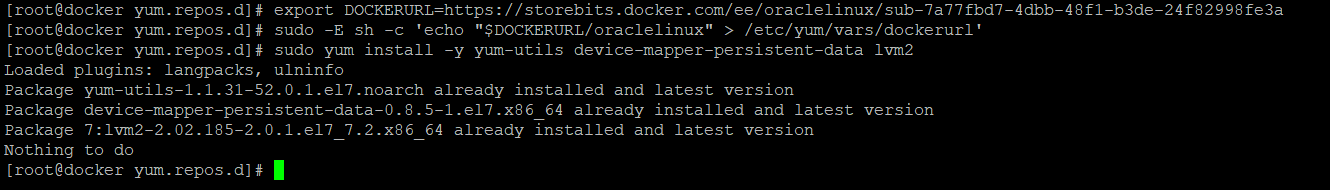 [root@docker yum.repos.d]# export DOCKERURL=https://storebits.docker.com/ee/oraclelinux/sub-7a77fbd7-4dbb-48f1-b3de-24f82998fe3a
[root@docker yum.repos.d]# sudo -E sh -c 'echo "$DOCKERURL/oraclelinux" > /etc/yum/vars/dockerurl'
[root@docker yum.repos.d]# sudo yum install -y yum-utils device-mapper-persistent-data lvm2
Loaded plugins: langpacks, ulninfo
Package yum-utils-1.1.31-52.0.1.el7.noarch already installed and latest version
Package device-mapper-persistent-data-0.8.5-1.el7.x86_64 already installed and latest version
Package 7:lvm2-2.02.185-2.0.1.el7_7.2.x86_64 already installed and latest version
Nothing to do
[root@docker yum.repos.d]#